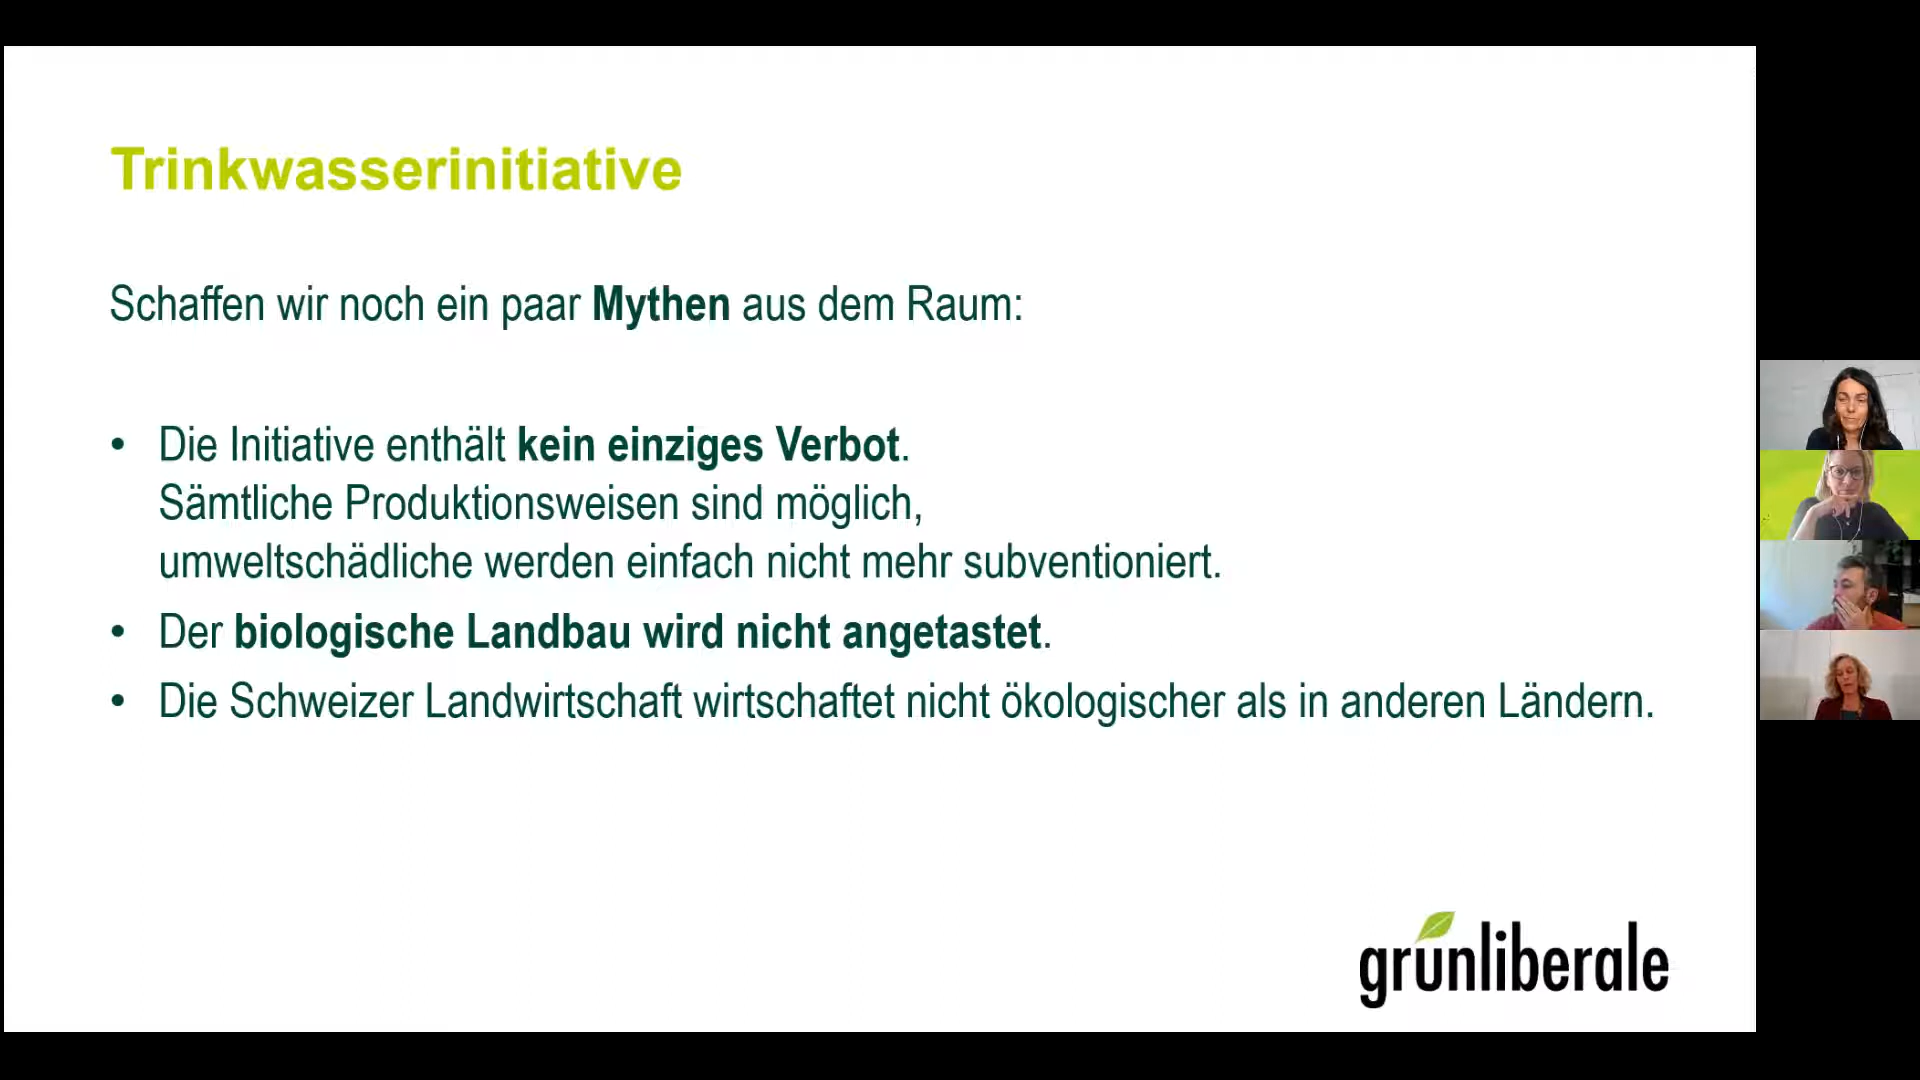 Trinkwasserinitiative
Schaffen wir noch ein paar Mythen aus dem Raum:
• Die Initiative enthält kein einziges Verbot.
Sämtliche Produktionsweisen sind möglich,
umweltschädliche werden einfach nicht mehr subventioniert.
• Der biologische Landbau wird nicht angetastet.
• Die Schweizer Landwirtschaft wirtschaftet nicht ökologischer als in anderen Ländern.
grünliberale